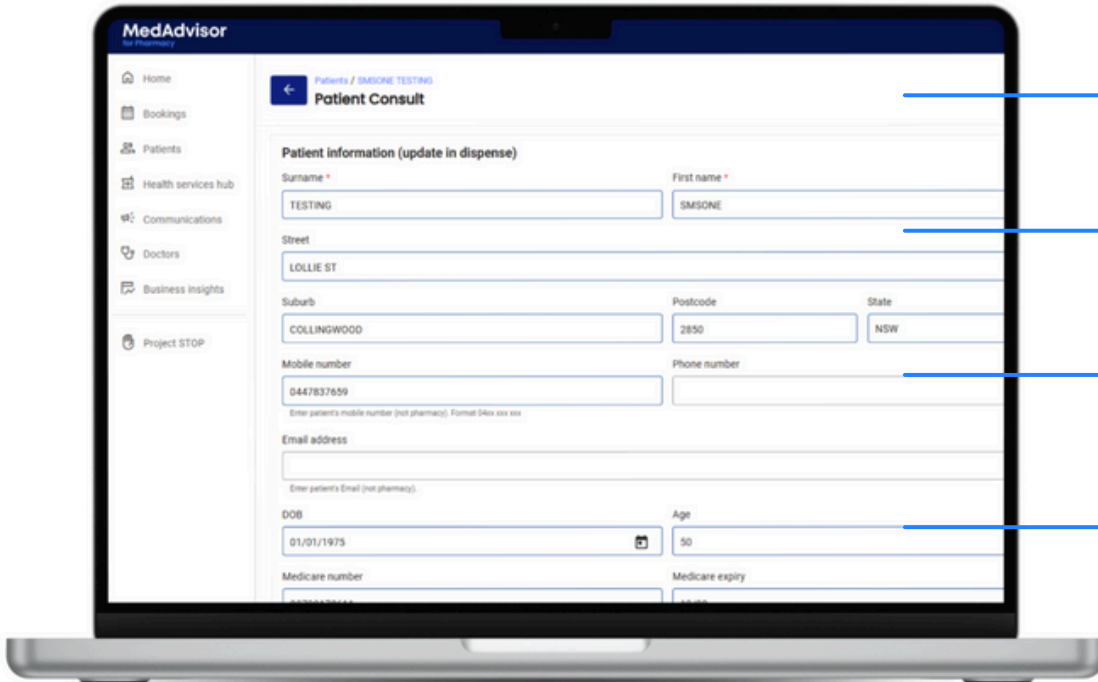 MedAdvisor
for Pharmacy
Home
Bookings
Patients
Health services hub
Communications
Doctors
Business insights
Project STOP
Patients / SMSONE TESTING
Patient Consult
Patient information (update in dispense)
Surname * First name *
TESTING SMSONE
Street
LOLLIE ST
Suburb Postcode State
COLLINGWOOD 2850 NSW
Mobile number Phone number
0447837659
Enter patient's mobile number (not pharmacy). Format 04xx xxx xxx
Email address
Enter patient's Email (not pharmacy).
DOB Age
01/01/1975 50
Medicare number Medicare expiry